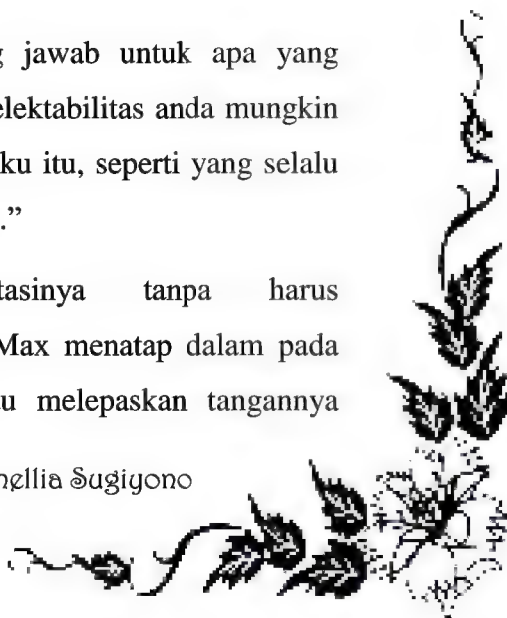 jawab untuk apa yang
elektabilitas anda mungkin
ku itu, seperti yang selalu
.”
tasinya tanpa harus
Max menatap dalam pada
u melepaskan tangannya
nellia Sugiyono